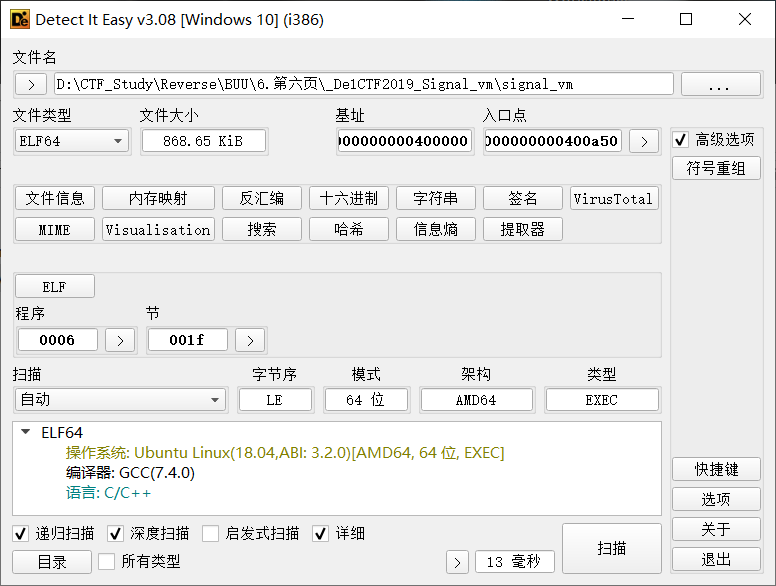 Detect It Easy v3.08 [Windows 10] (i386)
文件名
> D:\CTF_Study\Reverse\BUU\6.第六页\_De1CTF2019_Signal_vm\signal_vm ...
文件类型 文件大小 基址 入口点
ELF64 868.65 KiB 000000000400000 000000000400a50 > 高级选项
符号重组
文件信息 内存映射 反汇编 十六进制 字符串 签名 VirusTotal
MIME Visualisation 搜索 哈希 信息熵 提取器
ELF
程序 节
0006 > 001f >
扫描 字节序 模式 架构 类型
自动 LE 64 位 AMD64 EXEC
ELF64
操作系统: Ubuntu Linux(18.04,ABI: 3.2.0)[AMD64, 64 位, EXEC]
编译器: GCC(7.4.0)
语言: C/C++
快捷键
选项
关于
退出
递归扫描 深度扫描 启发式扫描 详细
目录 所有类型 > 13 毫秒 扫描